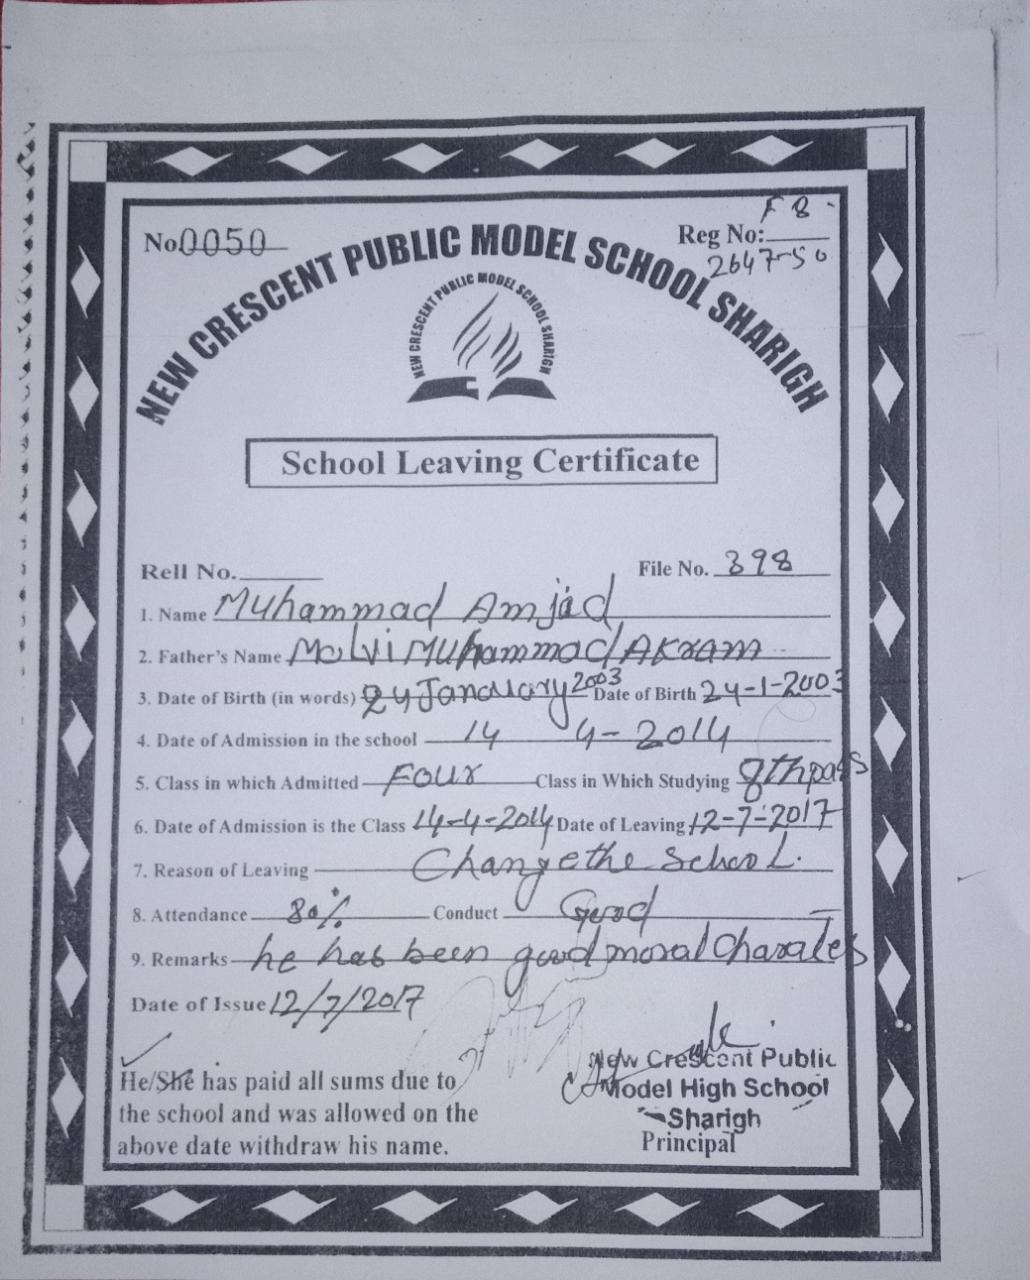 F 8 -
No 0050 Reg No:
2647-50
NEW CRESCENT PUBLIC MODEL SCHOOL SHARIGH
NEW CRESCENT PUBLIC MODEL SCHOOL SHARIGH
School Leaving Certificate
Rell No. File No. 398
1. Name Muhammad Amjad
2. Father's Name Molvi Muhammad AKram
3. Date of Birth (in words) 24 Januuary 2003 Date of Birth 24-1-2003
4. Date of Admission in the school 14 4-2014
5. Class in which Admitted Four Class in Which Studying 8th pass
6. Date of Admission is the Class 14-4-2014 Date of Leaving 12-7-2017
7. Reason of Leaving Change the School.
8. Attendance 80% Conduct Good
9. Remarks he has been good moral Charales
Date of Issue 12/7/2017
New Crescent Public
Model High School
Sharigh
Principal
He/She has paid all sums due to
the school and was allowed on the
above date withdraw his name.